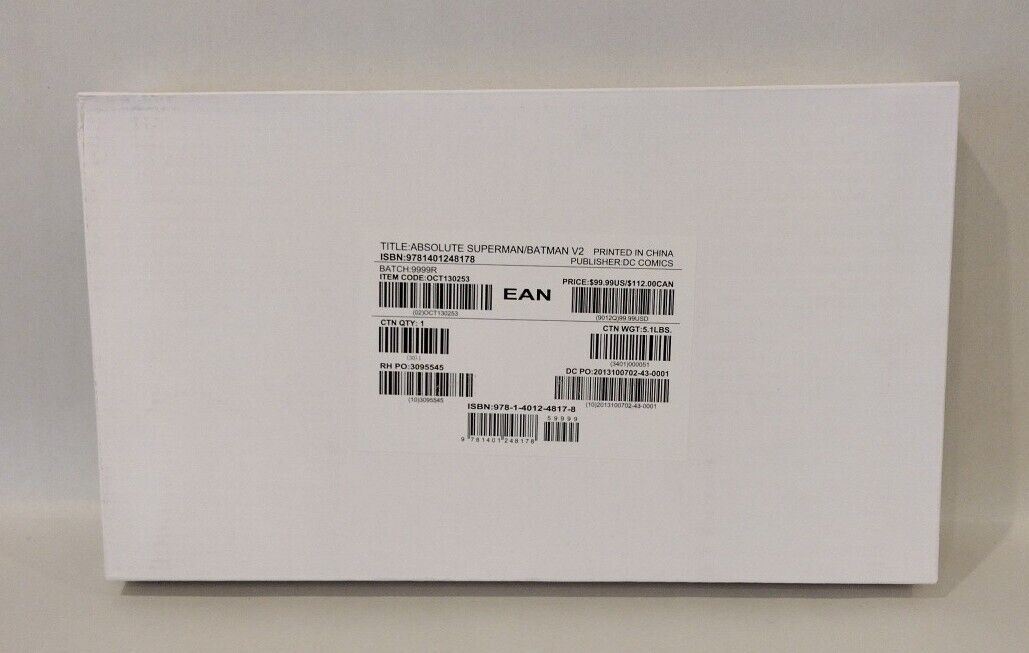 TITLE:ABSOLUTE SUPERMAN/BATMAN V2 PRINTED IN CHINA
ISBN:9781401248178 PUBLISHER:DC COMICS
BATCH:9999R
ITEM CODE:OCT130253 PRICE:$99.99US/$112.00CAN
EAN
(02)OCT130253 (9012Q)99.99USD
CTN QTY: 1 CTN WGT:5.1LBS.
(30)1 (3401)000051
RH PO:3095545 DC PO:2013100702-43-0001
(10)3095545 (10)2013100702-43-0001
ISBN:978-1-4012-4817-8
59999
9 781401 248178